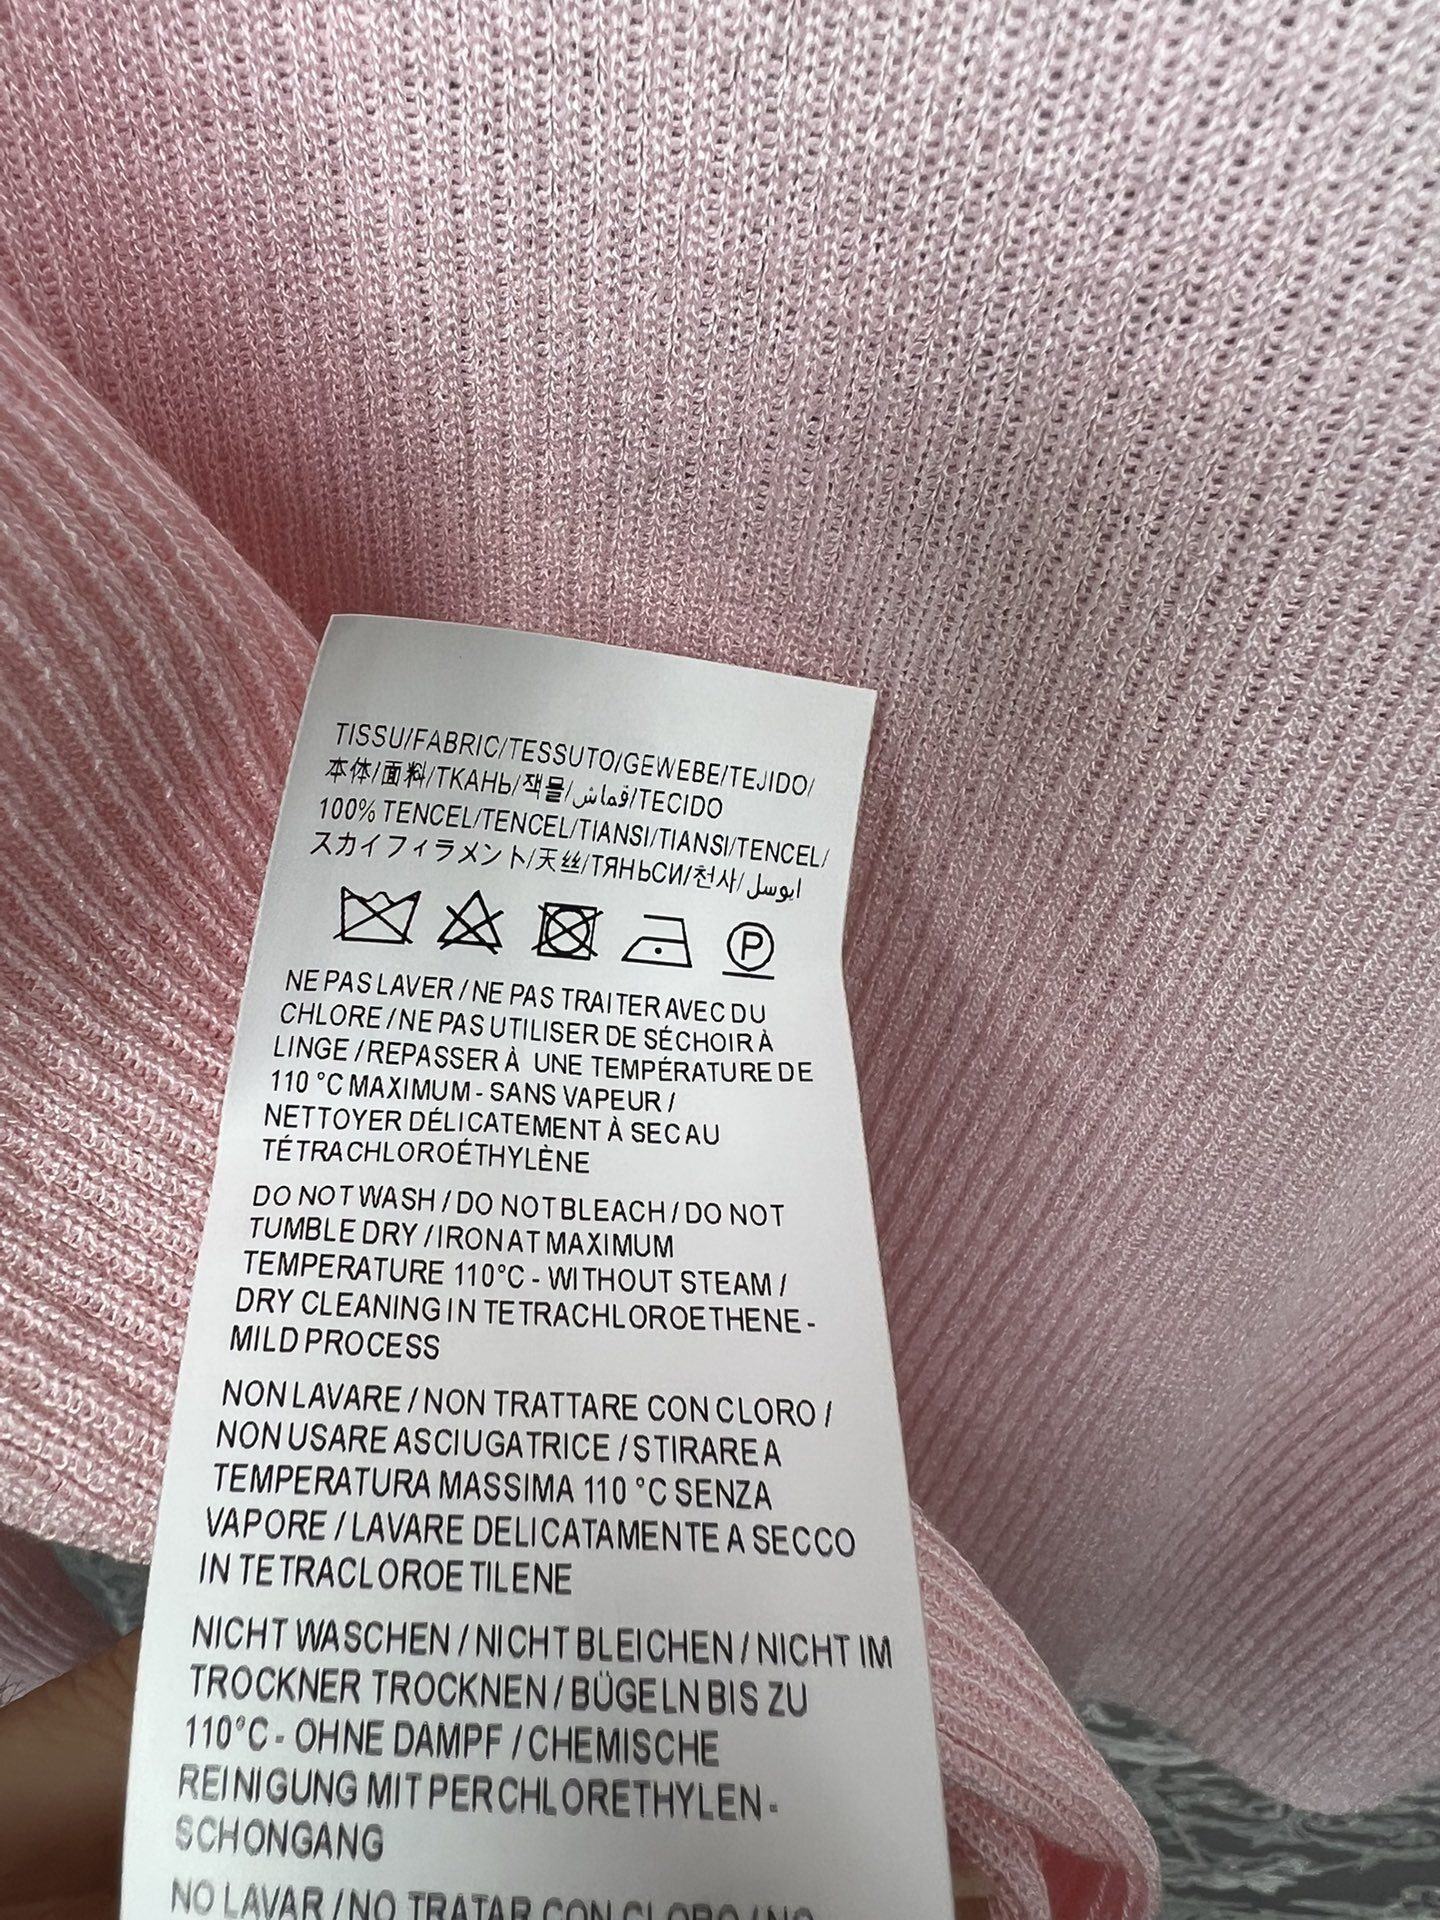 TISSU/FABRIC/TESSUTO/GEWEBE/TEJIDO/
本体/面料/ТКАНЬ/잭물/قماش/TECIDO
100% TENCEL/TENCEL/TIANSI/TIANSI/TENCEL/
スカイフィラメント/天丝/ТЯНЬСИ/천사/ايوسل
P
NE PAS LAVER / NE PAS TRAITER AVEC DU
CHLORE / NE PAS UTILISER DE SÉCHOIR À
LINGE / REPASSER À UNE TEMPÉRATURE DE
110 °C MAXIMUM - SANS VAPEUR /
NETTOYER DÉLICATEMENT À SEC AU
TÉTRACHLOROÉTHYLÈNE
DO NOT WASH / DO NOT BLEACH / DO NOT
TUMBLE DRY / IRON AT MAXIMUM
TEMPERATURE 110°C - WITHOUT STEAM /
DRY CLEANING IN TETRACHLOROETHENE -
MILD PROCESS
NON LAVARE / NON TRATTARE CON CLORO /
NON USARE ASCIUGATRICE / STIRARE A
TEMPERATURA MASSIMA 110 °C SENZA
VAPORE / LAVARE DELICATAMENTE A SECCO
IN TETRACLOROETILENE
NICHT WASCHEN / NICHT BLEICHEN / NICHT IM
TROCKNER TROCKNEN / BÜGELN BIS ZU
110°C - OHNE DAMPF / CHEMISCHE
REINIGUNG MIT PERCHLORETHYLEN -
SCHONGANG
NO LAVAR / NO TRATAR CON CLORO / NO